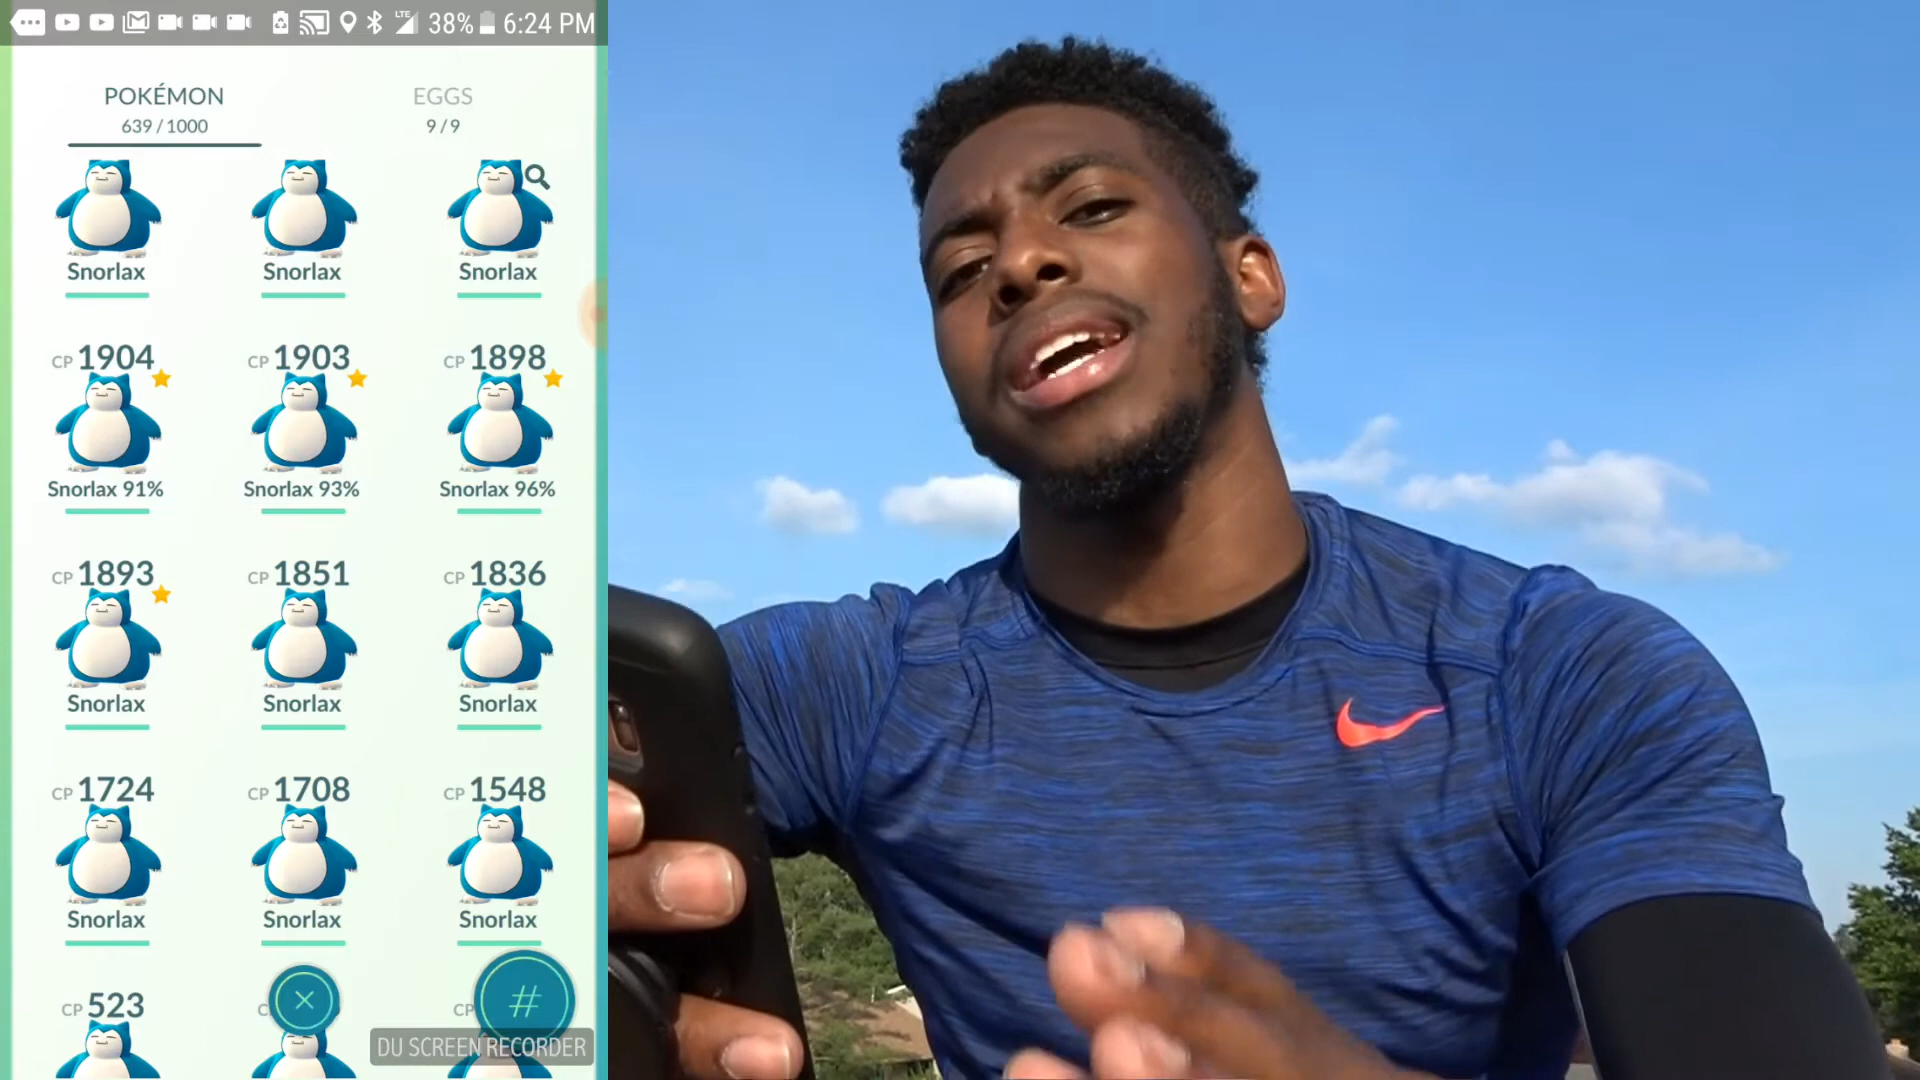 LTE 38% 6:24 PM
POKÉMON EGGS
639 / 1000 9 / 9
Snorlax Snorlax Snorlax
CP 1904 CP 1903 CP 1898
Snorlax 91% Snorlax 93% Snorlax 96%
CP 1893 CP 1851 CP 1836
Snorlax Snorlax Snorlax
CP 1724 CP 1708 CP 1548
Snorlax Snorlax Snorlax
CP 523 CP
#
DU SCREEN RECORDER